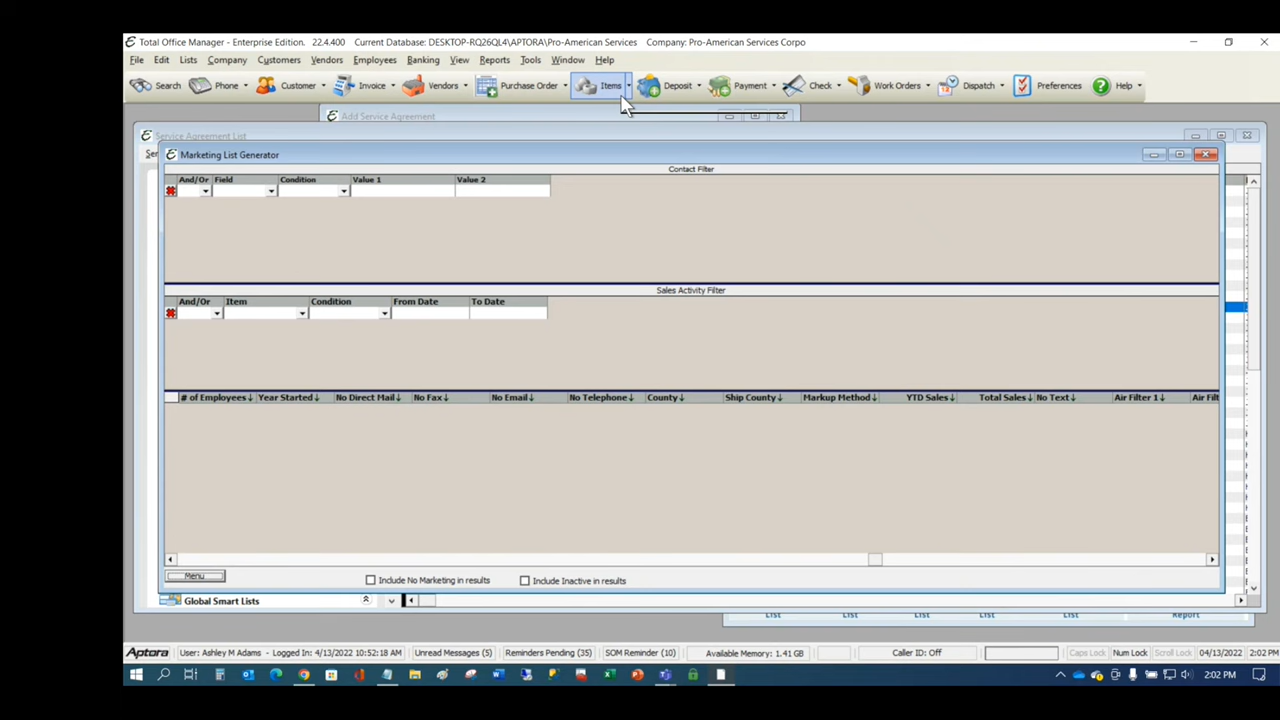 Total Office Manager - Enterprise Edition. 22.4.400 Current Database: DESKTOP-RQ26QL4\APTORA\Pro-American Services Company: Pro-American Services Corpo
File Edit Lists Company Customers Vendors Employees Banking View Reports Tools Window Help
Search Phone Customer Invoice Vendors Purchase Order Items Deposit Payment Check Work Orders Dispatch Preferences Help
Add Service Agreement
Service Agreement List
Marketing List Generator
Contact Filter
And/Or Field Condition Value 1 Value 2
Sales Activity Filter
And/Or Item Condition From Date To Date
# of Employees Year Started No Direct Mail No Fax No Email No Telephone County Ship County Markup Method YTD Sales Total Sales No Text Air Filter 1 Air Filt
Menu Include No Marketing in results Include Inactive in results
Global Smart Lists
List List List List List Report
Aptora User: Ashley M Adams - Logged In: 4/13/2022 10:52:18 AM Unread Messages (5) Reminders Pending (35) SOM Reminder (10) Available Memory: 1.41 GB Caller ID: Off Caps Lock Num Lock Scroll Lock 04/13/2022 2:02 PM
2:02 PM